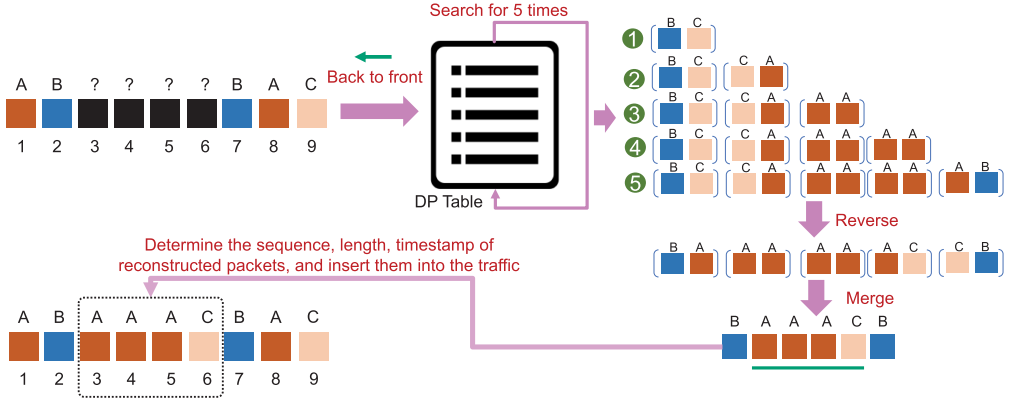 Search for 5 times
Back to front
A B ? ? ? ? B A C
1 2 3 4 5 6 7 8 9
DP Table
B C
1
B C C A
2
B C C A A A
3
B C C A A A A A
4
B C C A A A A A A B
5
Reverse
B A A A A A A C C B
Merge
B A A A C B
Determine the sequence, length, timestamp of
reconstructed packets, and insert them into the traffic
A B A A A C B A C
1 2 3 4 5 6 7 8 9